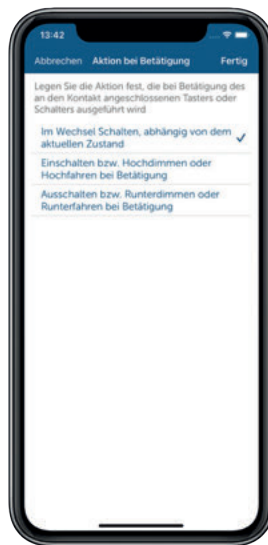 13:42
Abbrechen Aktion bei Betätigung Fertig
Legen Sie die Aktion fest, die bei Betätigung des
an den Kontakt angeschlossenen Tasters oder
Schalters ausgeführt wird
Im Wechsel Schalten, abhängig von dem
aktuellen Zustand
Einschalten bzw. Hochdimmen oder
Hochfahren bei Betätigung
Ausschalten bzw. Runterdimmen oder
Runterfahren bei Betätigung